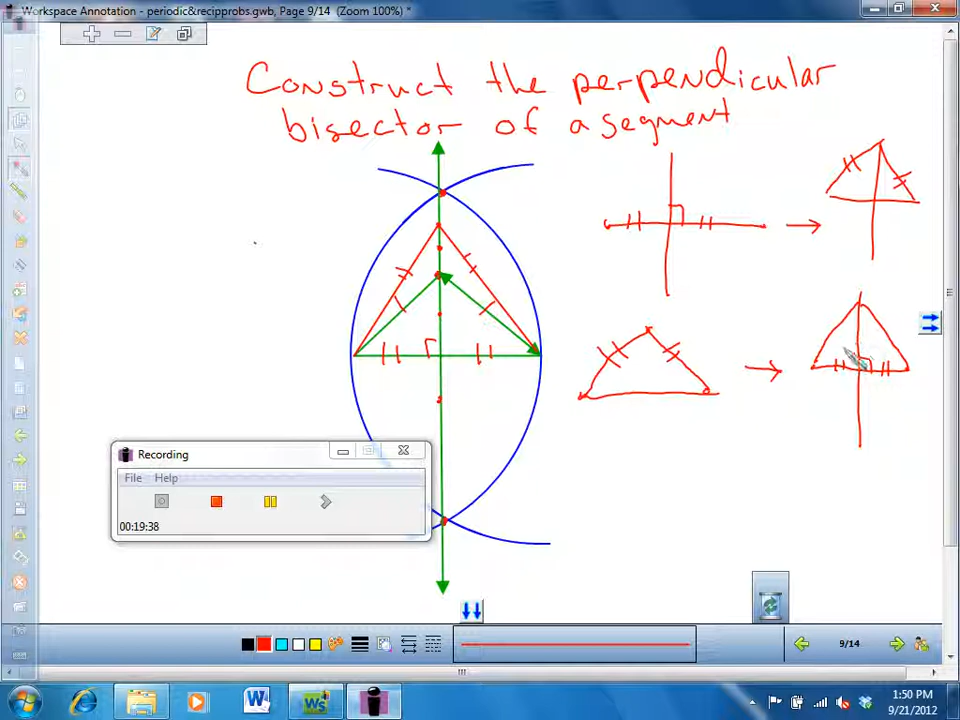 Workspace Annotation - periodic&recipprobs.gwb, Page 9/14 (Zoom 100%) *
Construct the perpendicular
bisector of a segment
Recording
File Help
00:19:38
9/14
W
Ws
1:50 PM
9/21/2012